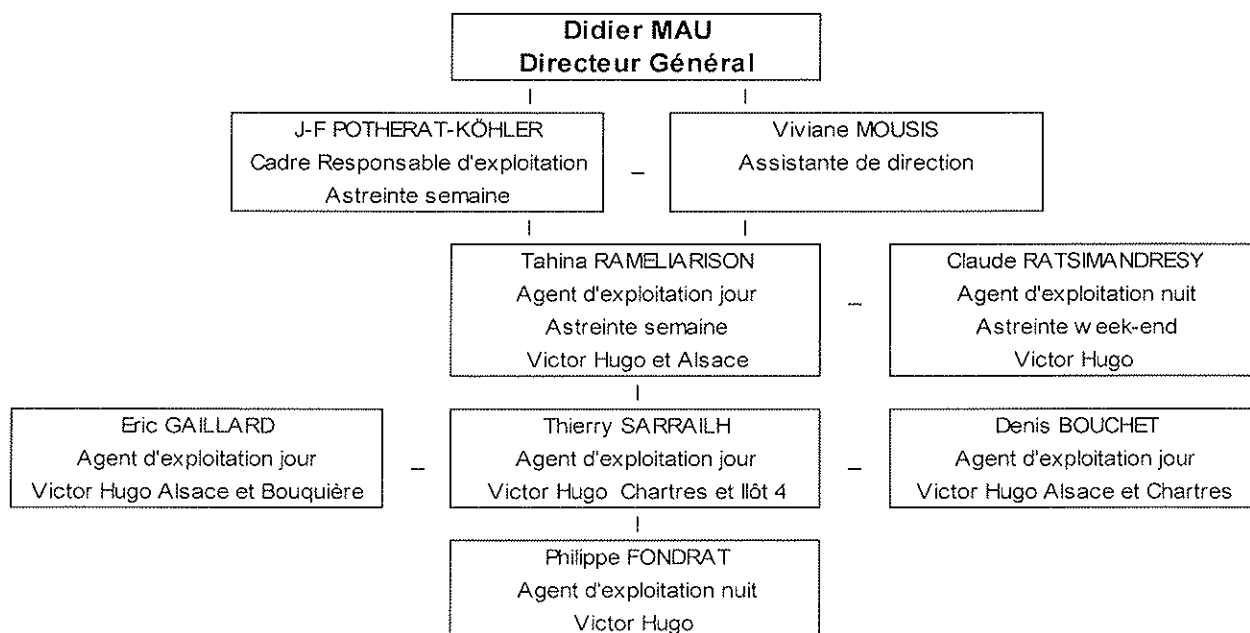 Didier MAU
Directeur Général
J-F POTHERAT-KÖHLER
Cadre Responsable d'exploitation
Astreinte semaine
Viviane MOUSIS
Assistante de direction
Tahina RAMELIARISON
Agent d'exploitation jour
Astreinte semaine
Victor Hugo et Alsace
Claude RATSIMANDRESY
Agent d'exploitation nuit
Astreinte week-end
Victor Hugo
Eric GAILLARD
Agent d'exploitation jour
Victor Hugo Alsace et Bouquière
Thierry SARRAILH
Agent d'exploitation jour
Victor Hugo Chartres et Ilôt 4
Denis BOUCHET
Agent d'exploitation jour
Victor Hugo Alsace et Chartres
Philippe FONDRAT
Agent d'exploitation nuit
Victor Hugo